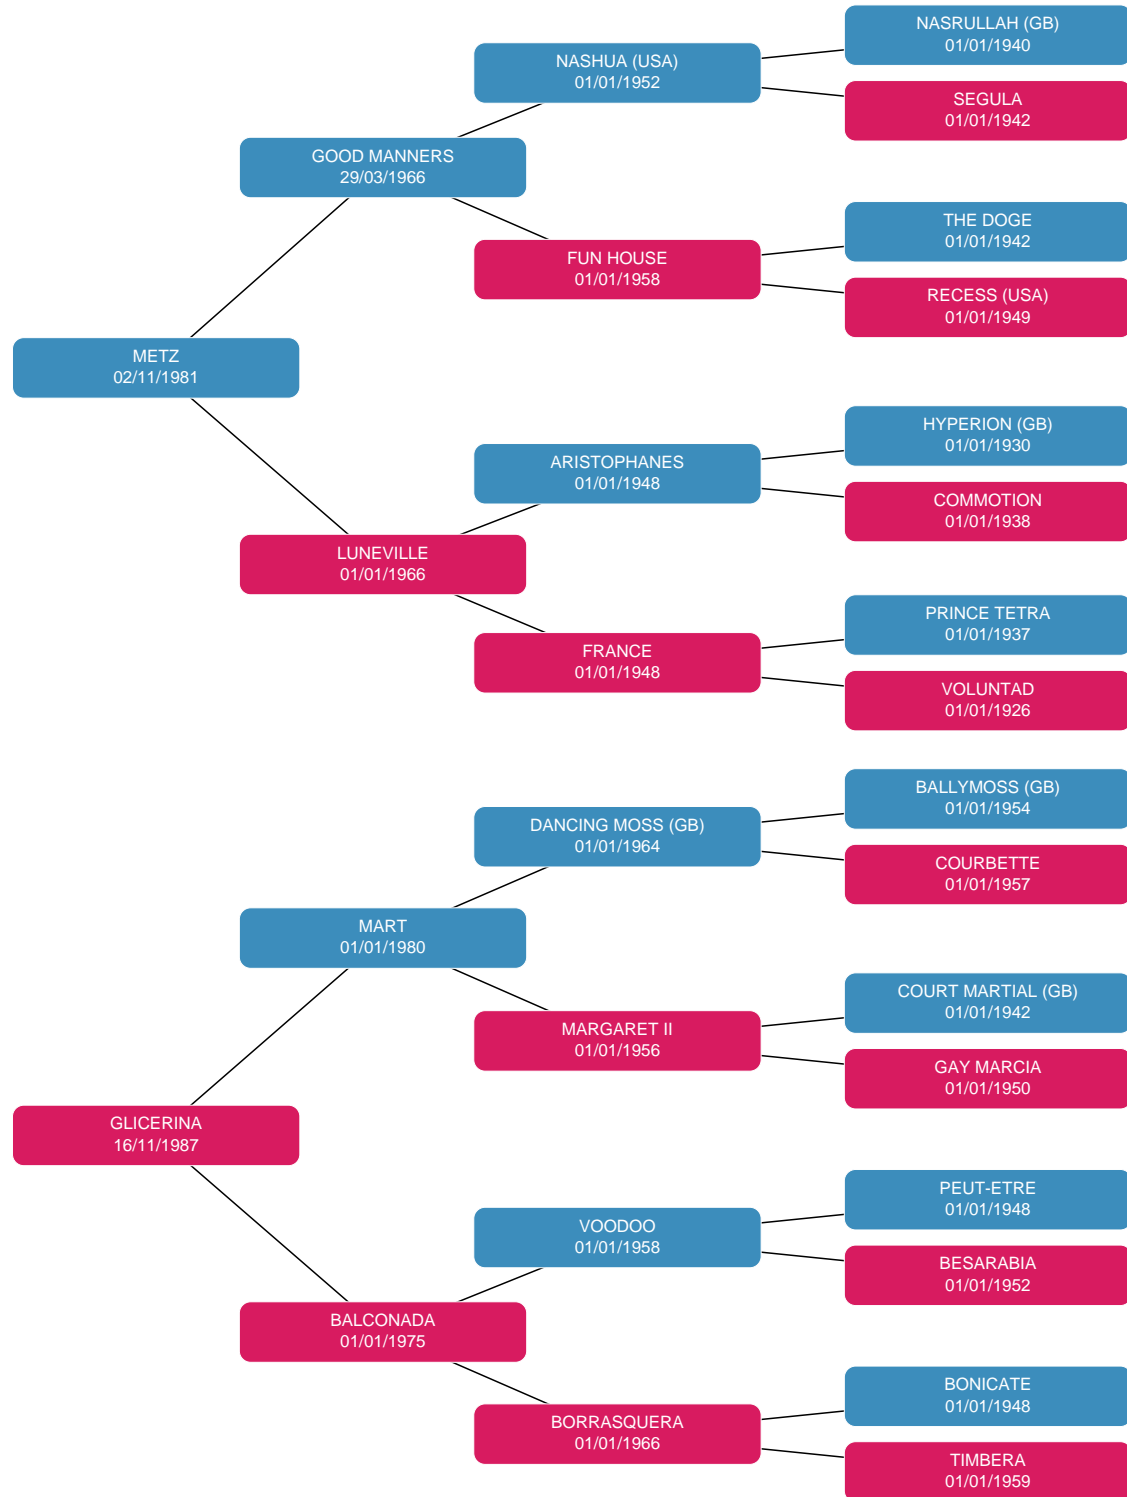 NASRULLAH (GB)
01/01/1940
NASHUA (USA)
01/01/1952
SEGULA
01/01/1942
GOOD MANNERS
29/03/1966
THE DOGE
01/01/1942
FUN HOUSE
01/01/1958
RECESS (USA)
01/01/1949
METZ
02/11/1981
HYPERION (GB)
01/01/1930
ARISTOPHANES
01/01/1948
COMMOTION
01/01/1938
LUNEVILLE
01/01/1966
PRINCE TETRA
01/01/1937
FRANCE
01/01/1948
VOLUNTAD
01/01/1926
BALLYMOSS (GB)
01/01/1954
DANCING MOSS (GB)
01/01/1964
COURBETTE
01/01/1957
MART
01/01/1980
COURT MARTIAL (GB)
01/01/1942
MARGARET II
01/01/1956
GAY MARCIA
01/01/1950
GLICERINA
16/11/1987
PEUT-ETRE
01/01/1948
VOODOO
01/01/1958
BESARABIA
01/01/1952
BALCONADA
01/01/1975
BONICATE
01/01/1948
BORRASQUERA
01/01/1966
TIMBERA
01/01/1959